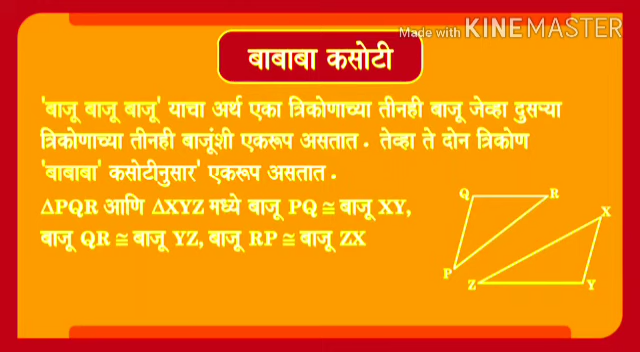 Made with KINEMASTER
बाबाबा कसोटी
'बाजू बाजू बाजू' याचा अर्थ एका त्रिकोणाच्या तीनही बाजू जेव्हा दुसऱ्या
त्रिकोणाच्या तीनही बाजूंशी एकरूप असतात. तेव्हा ते दोन त्रिकोण
'बाबाबा' कसोटीनुसार' एकरूप असतात.
ΔPQR आणि ΔXYZ मध्ये बाजू PQ ≅ बाजू XY,
बाजू QR ≅ बाजू YZ, बाजू RP ≅ बाजू ZX
Q R
X
P
Z Y